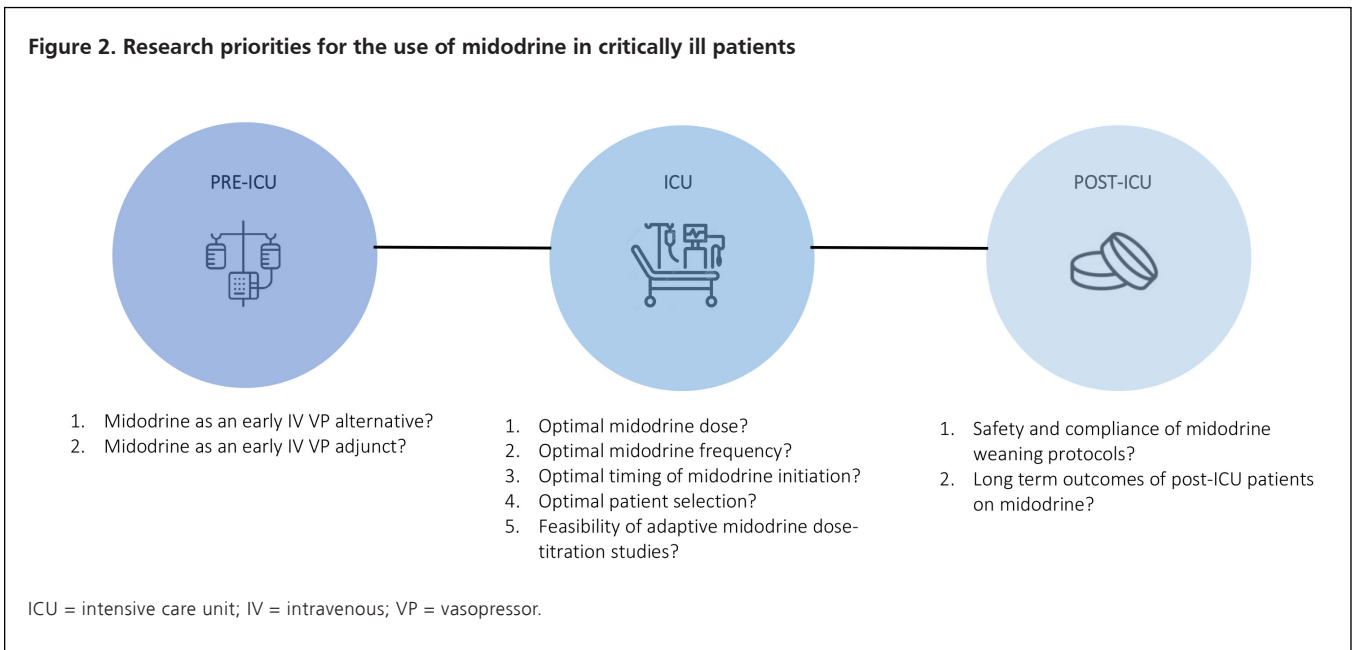 Figure 2. Research priorities for the use of midodrine in critically ill patients
PRE-ICU
1. Midodrine as an early IV VP alternative?
2. Midodrine as an early IV VP adjunct?
ICU
1. Optimal midodrine dose?
2. Optimal midodrine frequency?
3. Optimal timing of midodrine initiation?
4. Optimal patient selection?
5. Feasibility of adaptive midodrine dose-
titration studies?
POST-ICU
1. Safety and compliance of midodrine
weaning protocols?
2. Long term outcomes of post-ICU patients
on midodrine?
ICU = intensive care unit; IV = intravenous; VP = vasopressor.